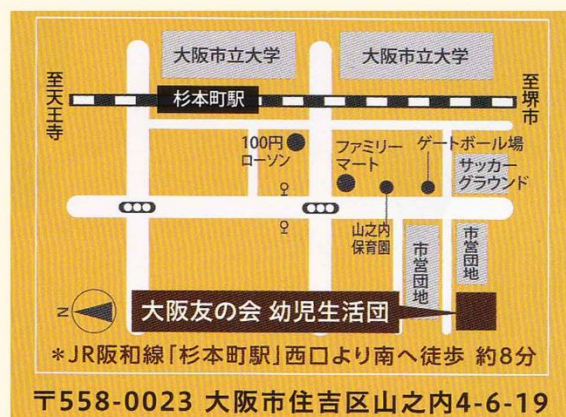 大阪市立大学
大阪市立大学
至天王寺
杉本町駅
至堺市
100円
ローソン
ファミリー
マート
ゲートボール場
サッカー
グラウンド
山之内
保育園
市営団地
市営団地
N
大阪友の会 幼児生活団
*JR阪和線「杉本町駅」西口より南へ徒歩 約8分
〒558-0023 大阪市住吉区山之内4-6-19